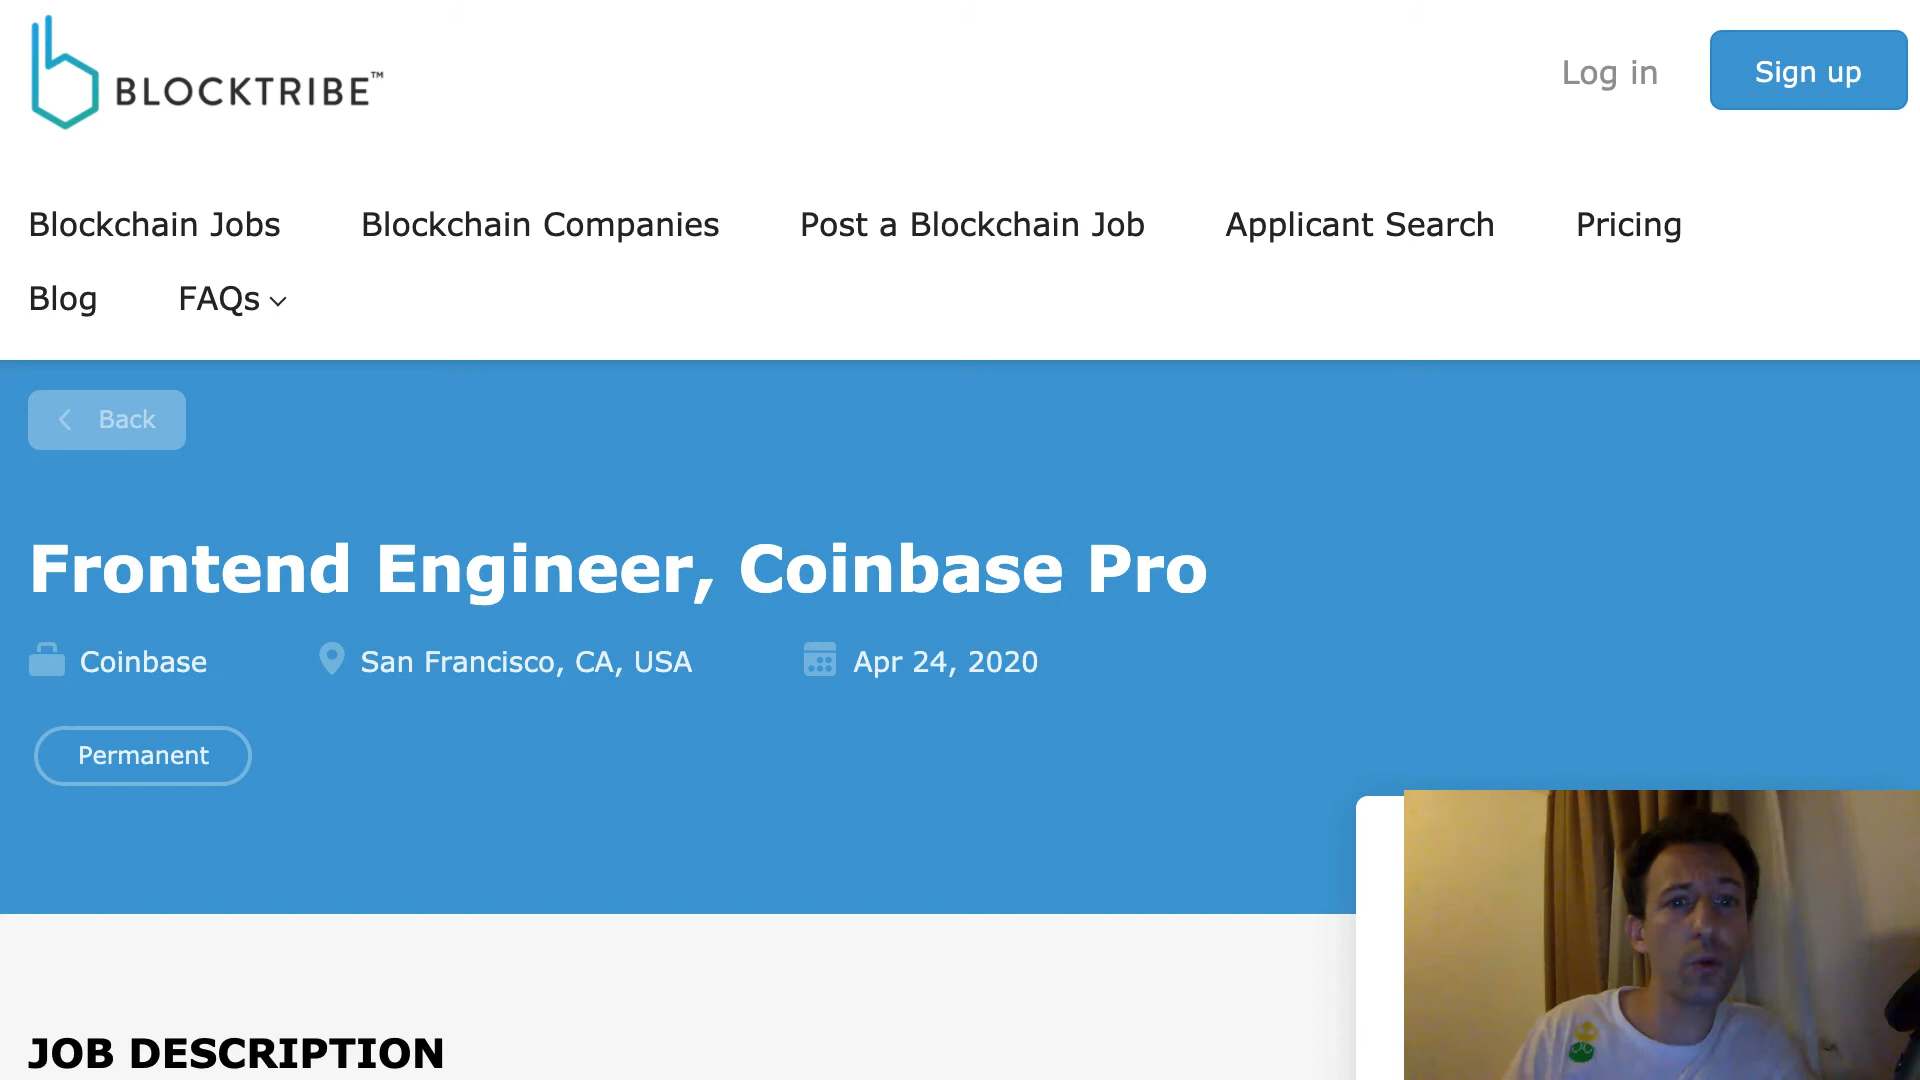 BLOCKTRIBE™
Log in
Sign up
Blockchain Jobs
Blockchain Companies
Post a Blockchain Job
Applicant Search
Pricing
Blog
FAQs
Back
Frontend Engineer, Coinbase Pro
Coinbase
San Francisco, CA, USA
Apr 24, 2020
Permanent
JOB DESCRIPTION